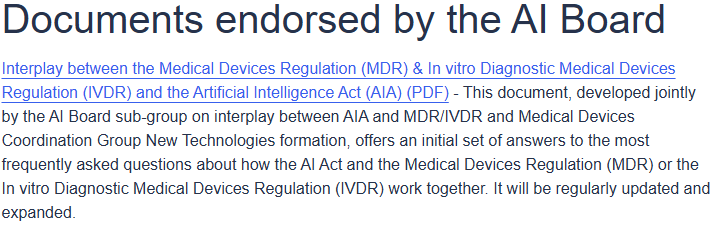 Documents endorsed by the AI Board
Interplay between the Medical Devices Regulation (MDR) & In vitro Diagnostic Medical Devices
Regulation (IVDR) and the Artificial Intelligence Act (AIA) (PDF) - This document, developed jointly
by the AI Board sub-group on interplay between AIA and MDR/IVDR and Medical Devices
Coordination Group New Technologies formation, offers an initial set of answers to the most
frequently asked questions about how the AI Act and the Medical Devices Regulation (MDR) or the
In vitro Diagnostic Medical Devices Regulation (IVDR) work together. It will be regularly updated and
expanded.